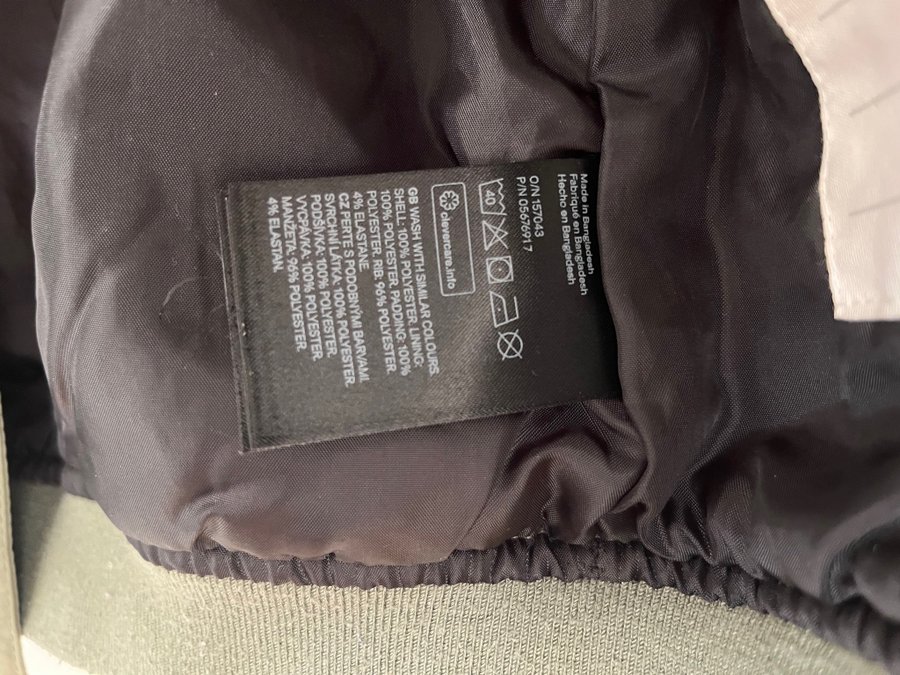 Made in Bangladesh
Fabriqué en Bangladesh
Hecho en Bangladesh
O/N 157043
P/N 05676917
40
clevercare.info
GB WASH WITH SIMILAR COLOURS.
SHELL: 100% POLYESTER. LINING:
100% POLYESTER. PADDING: 100%
POLYESTER. RIB: 96% POLYESTER.
4% ELASTANE.
CZ PERTE S PODOBNÝMI BARVAMI.
SVRCHNÍ LÁTKA: 100% POLYESTER.
PODŠÍVKA: 100% POLYESTER.
VYCPÁVKA: 100% POLYESTER.
MANŽETA: 96% POLYESTER.
4% ELASTAN.